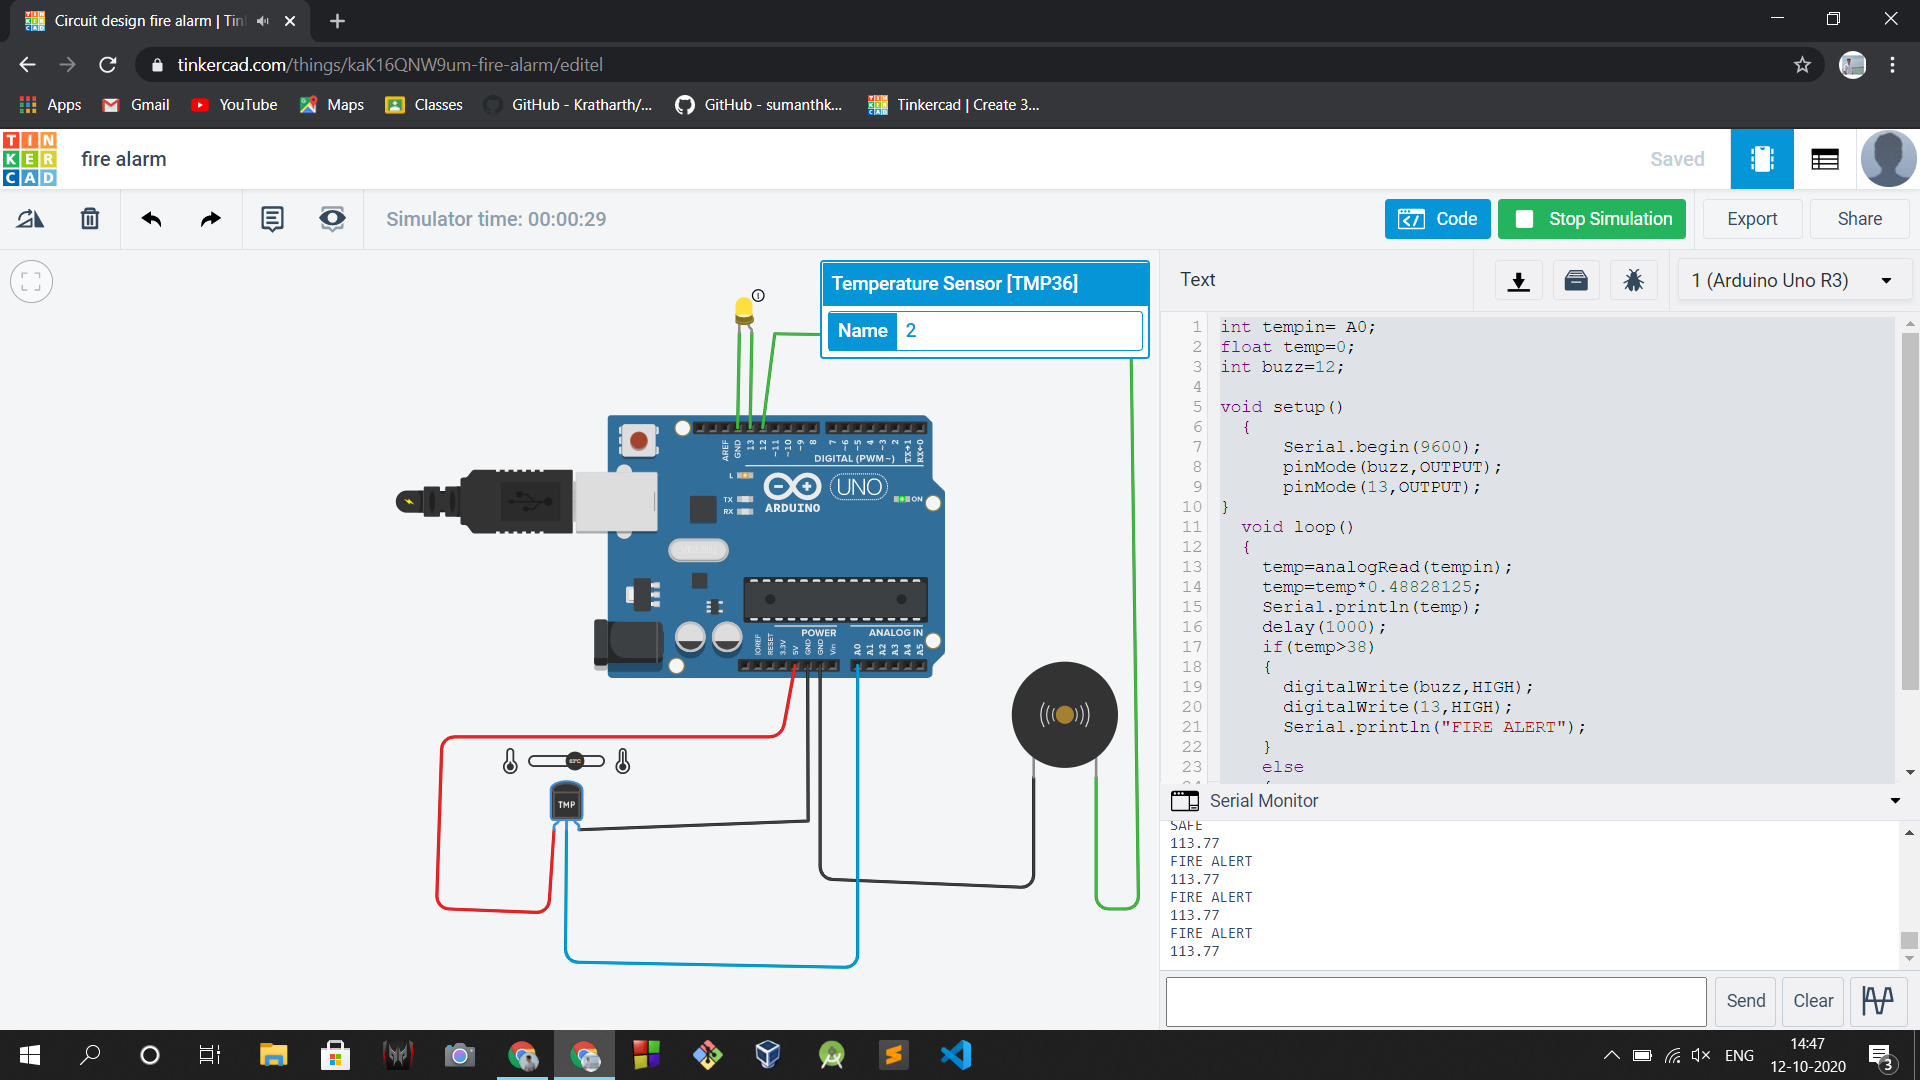 Circuit design fire alarm | Tin
tinkercad.com/things/kaK16QNW9um-fire-alarm/editel
Apps
Gmail
YouTube
Maps
Classes
GitHub - Kratharth/...
GitHub - sumanthk...
Tinkercad | Create 3...
TIN
KER
CAD
fire alarm
Saved
Simulator time: 00:00:29
Code
Stop Simulation
Export
Share
Temperature Sensor [TMP36]
Name 2
AREF
GND
13
12
~11
~10
~9
8
7
~6
~5
4
~3
2
TX→1
RX←0
DIGITAL (PWM~)
L
TX
RX
ARDUINO
UNO
ON
POWER
ANALOG IN
IOREF
RESET
3.3V
5V
GND
GND
Vin
A0
A1
A2
A3
A4
A5
TMP
Text
1 (Arduino Uno R3)
1 int tempin= A0;
2 float temp=0;
3 int buzz=12;
4
5 void setup()
6 {
7 Serial.begin(9600);
8 pinMode(buzz,OUTPUT);
9 pinMode(13,OUTPUT);
10 }
11 void loop()
12 {
13 temp=analogRead(tempin);
14 temp=temp*0.48828125;
15 Serial.println(temp);
16 delay(1000);
17 if(temp>38)
18 {
19 digitalWrite(buzz,HIGH);
20 digitalWrite(13,HIGH);
21 Serial.println("FIRE ALERT");
22 }
23 else
Serial Monitor
SAFE
113.77
FIRE ALERT
113.77
FIRE ALERT
113.77
FIRE ALERT
113.77
Send
Clear
ENG
14:47
12-10-2020
3